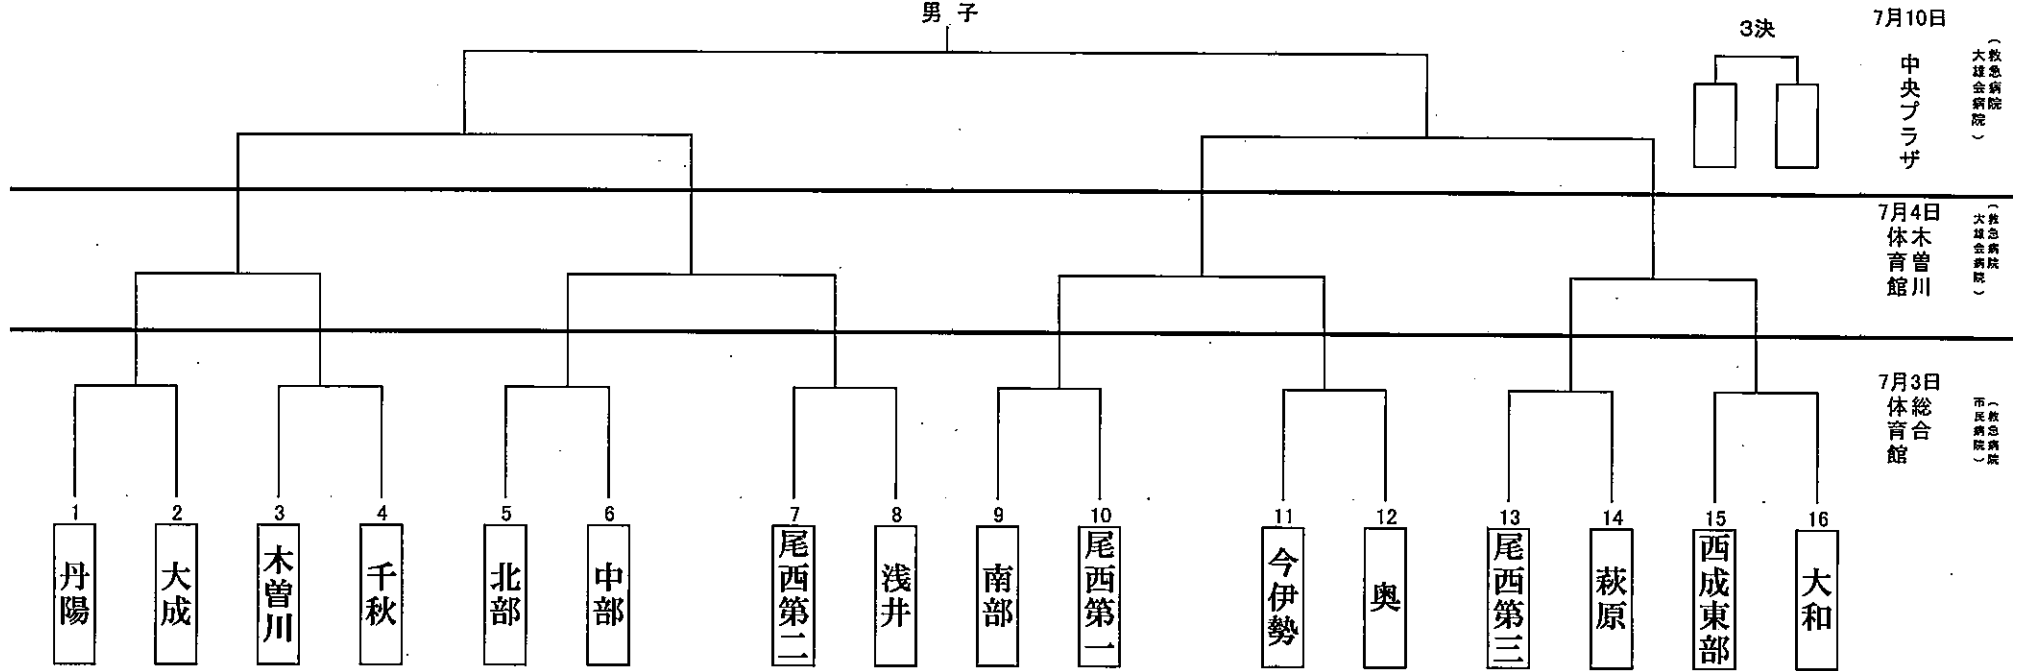 男子
3決
7月10日
中央プラザ
(救急病院
大雄会病院)
7月4日
木曽川
体育館
(救急病院
大雄会病院)
7月3日
総合
体育館
(救急病院
市民病院)
1
2
3
4
5
6
7
8
9
10
11
12
13
14
15
16
丹陽
大成
木曽川
千秋
北部
中部
尾西第二
浅井
南部
尾西第一
今伊勢
奥
尾西第三
萩原
西成東部
大和